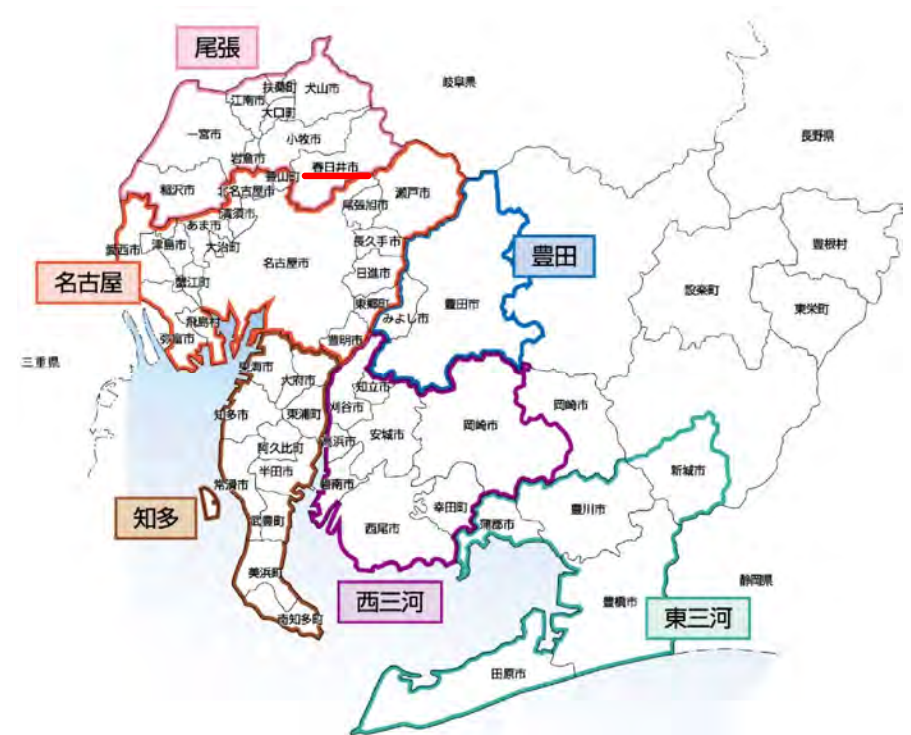 尾張
岐阜県
扶桑町
犬山市
江南市
大口町
一宮市
小牧市
長野県
岩倉市
春日井市
豊山町
稲沢市
北名古屋市
瀬戸市
清須市
尾張旭市
あま市
愛西市
津島市
大治町
長久手市
豊根村
名古屋市
豊田
名古屋
日進市
蟹江町
設楽町
東郷町
豊田市
東栄町
みよし市
飛島村
弥富市
豊明市
三重県
東海市
大府市
知立市
知多市
東浦町
刈谷市
岡崎市
岡崎市
安城市
高浜市
阿久比町
半田市
新城市
常滑市
碧南市
知多
武豊町
幸田町
豊川市
西尾市
蒲郡市
美浜町
静岡県
西三河
豊橋市
東三河
南知多町
田原市